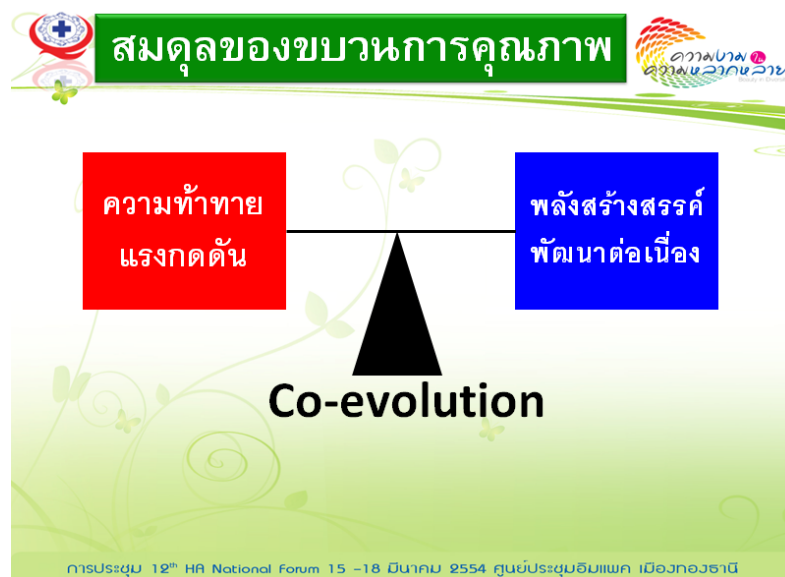 สมดุลของขบวนการคุณภาพ
ความงาม ใน
ความหลากหลาย
ความท้าทาย
แรงกดดัน
พลังสร้างสรรค์
พัฒนาต่อเนื่อง
Co-evolution
การประชุม 12th HA National Forum 15 -18 มีนาคม 2554 ศูนย์ประชุมอิมแพค เมืองทองธานี